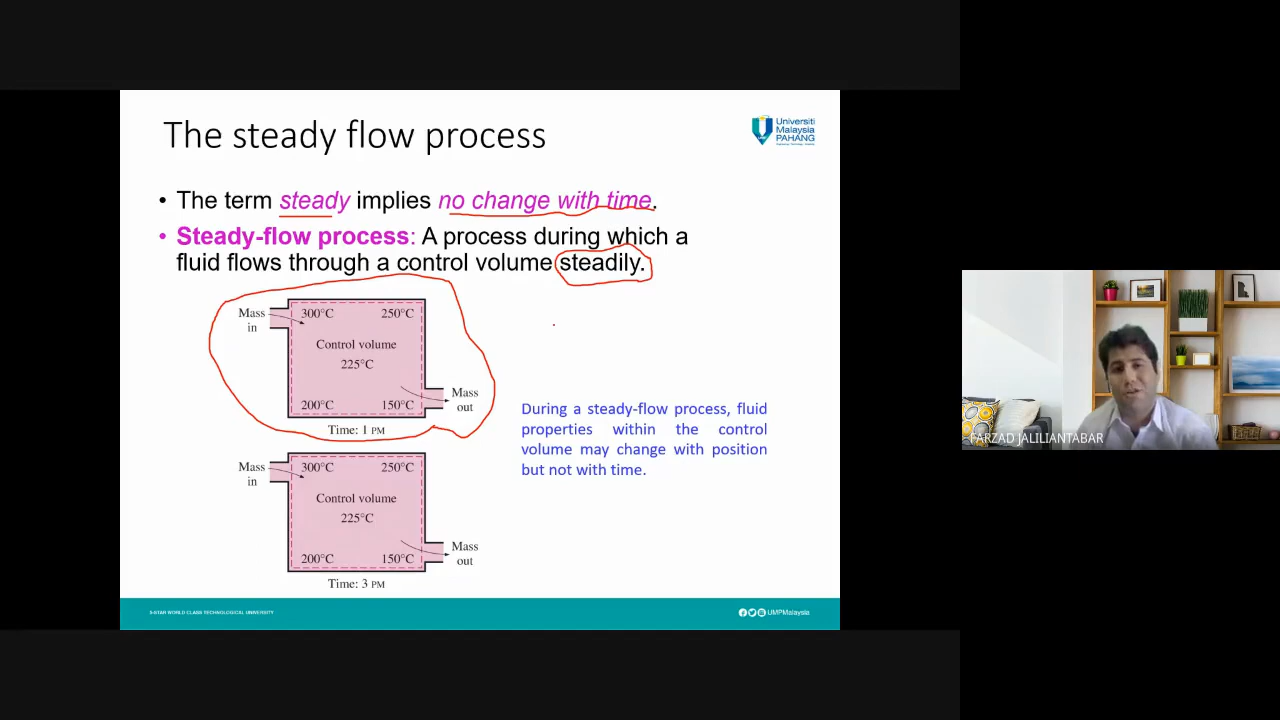 The steady flow process
Universiti
Malaysia
PAHANG
• The term steady implies no change with time.
• Steady-flow process: A process during which a
fluid flows through a control volume steadily.
Mass
in
300°C 250°C
Control volume
225°C
200°C 150°C
Mass
out
Time: 1 PM
During a steady-flow process, fluid
properties within the control
volume may change with position
but not with time.
Mass
in
300°C 250°C
Control volume
225°C
200°C 150°C
Mass
out
Time: 3 PM
5-STAR WORLD CLASS TECHNOLOGICAL UNIVERSITY
UMPMalaysia
FARZAD JALILIANTABAR